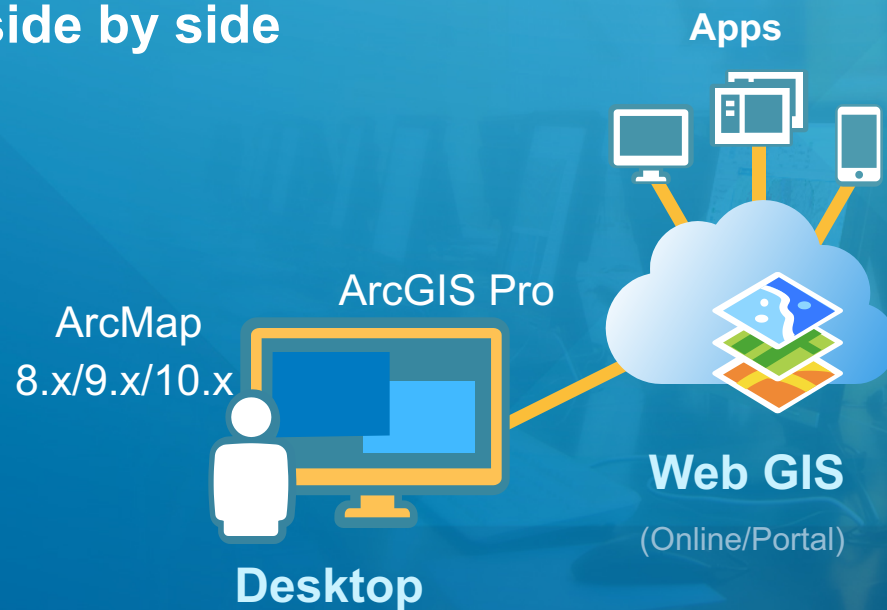 side by side
Apps
ArcGIS Pro
ArcMap
8.x/9.x/10.x
Web GIS
(Online/Portal)
Desktop